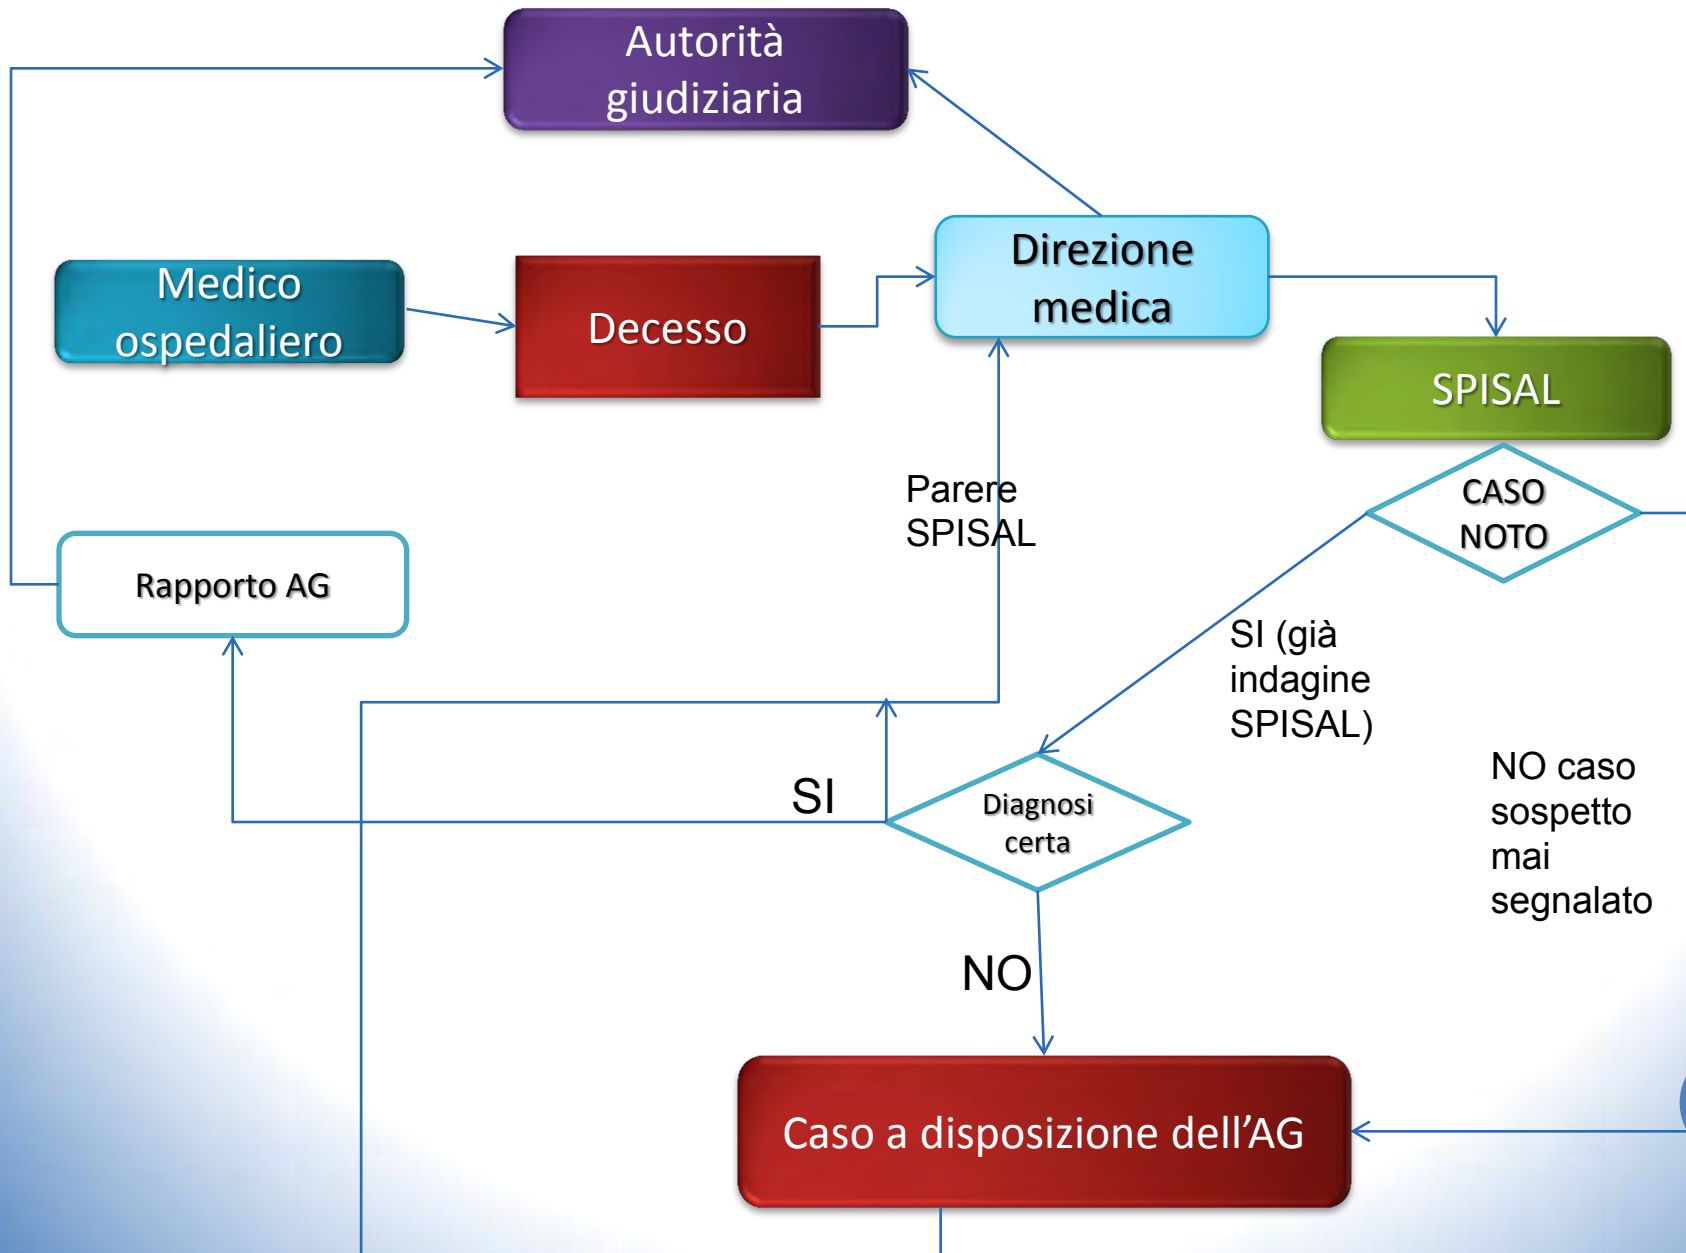 Autorità
giudiziaria
Direzione
medica
Medico
ospedaliero
Decesso
SPISAL
CASO
NOTO
Parere
SPISAL
Rapporto AG
SI (già
indagine
SPISAL)
SI
Diagnosi
certa
NO caso
sospetto
mai
segnalato
NO
Caso a disposizione dell’AG